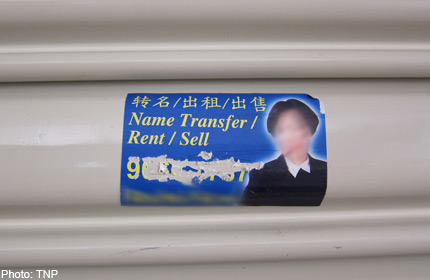 转名/出租/出售
Name Transfer /
Rent / Sell
Photo: TNP